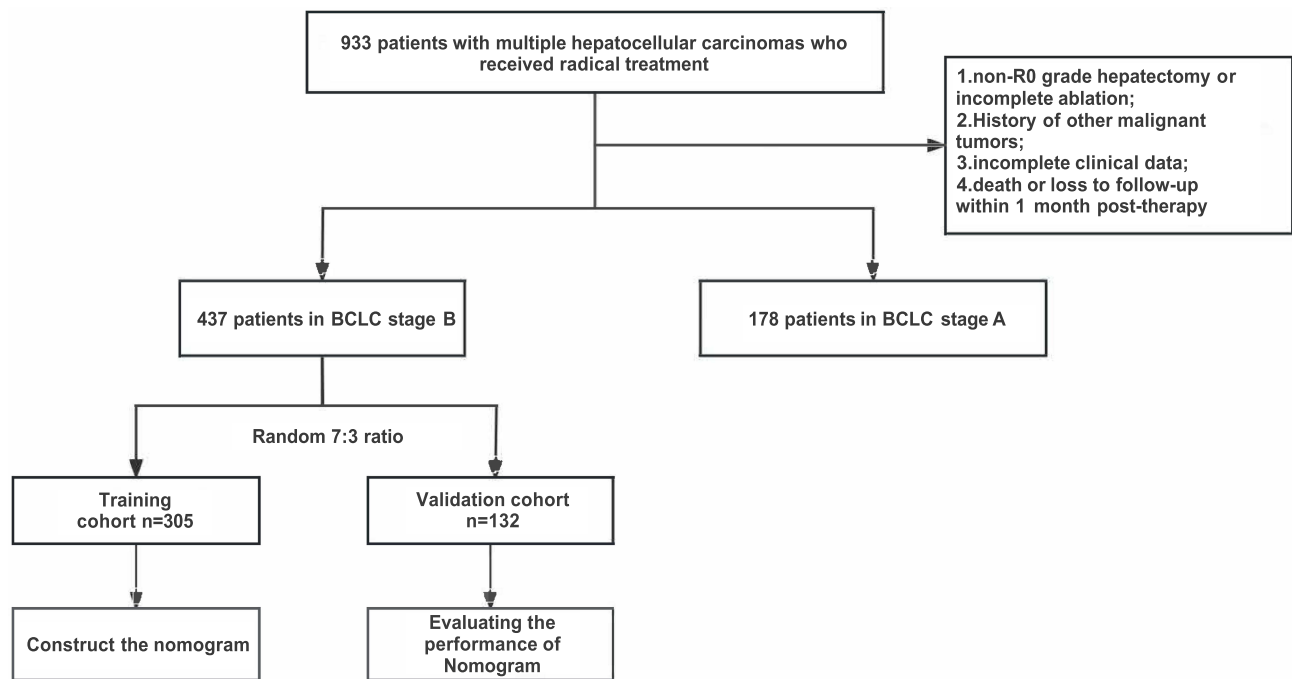 933 patients with multiple hepatocellular carcinomas who
received radical treatment
1.non-R0 grade hepatectomy or
incomplete ablation;
2.History of other malignant
tumors;
3.incomplete clinical data;
4.death or loss to follow-up
within 1 month post-therapy
437 patients in BCLC stage B
178 patients in BCLC stage A
Random 7:3 ratio
Training
cohort n=305
Validation cohort
n=132
Construct the nomogram
Evaluating the
performance of
Nomogram